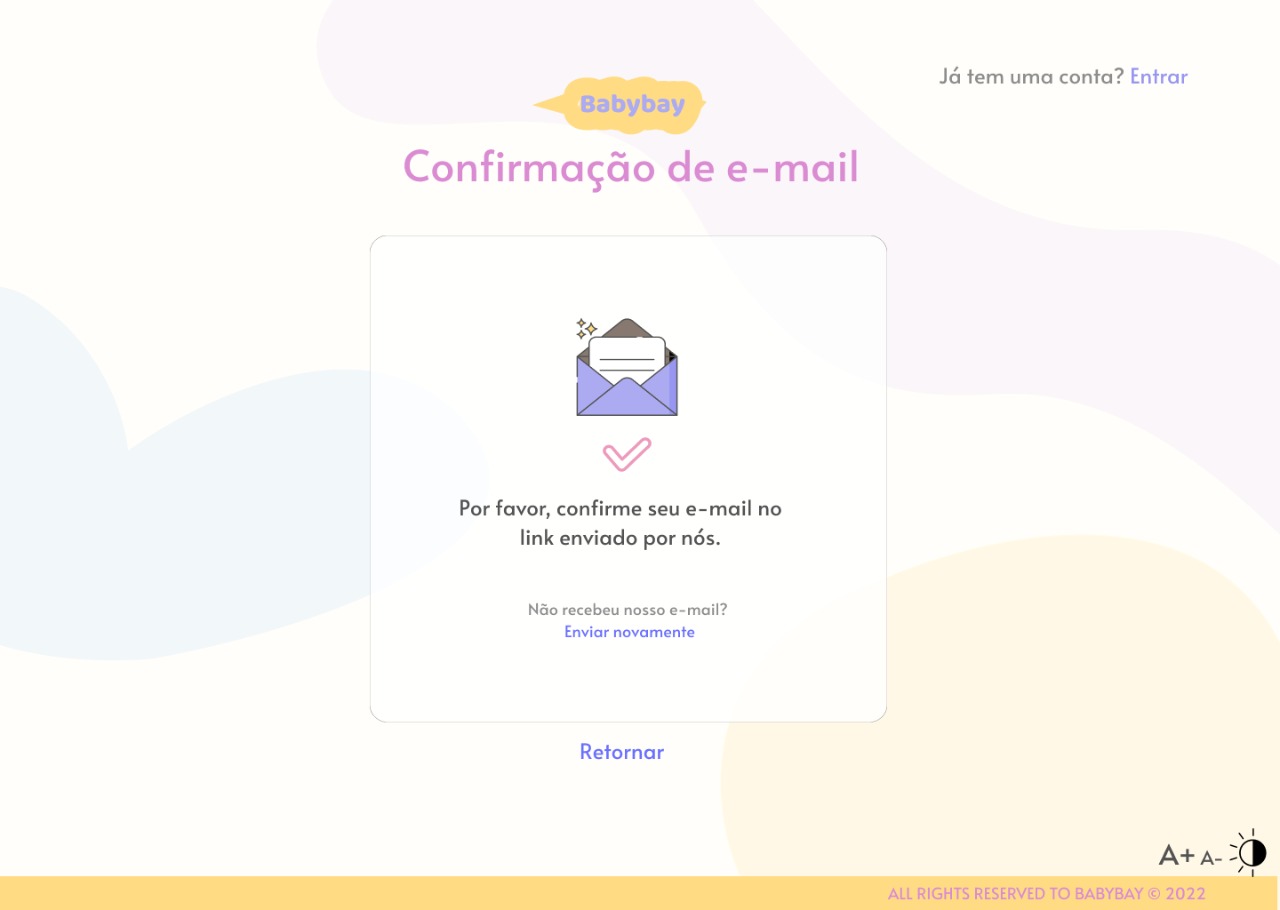 Já tem uma conta? Entrar
Babybay
Confirmação de e-mail
Por favor, confirme seu e-mail no
link enviado por nós.
Não recebeu nosso e-mail?
Enviar novamente
Retornar
A+ A-
ALL RIGHTS RESERVED TO BABYBAY © 2022